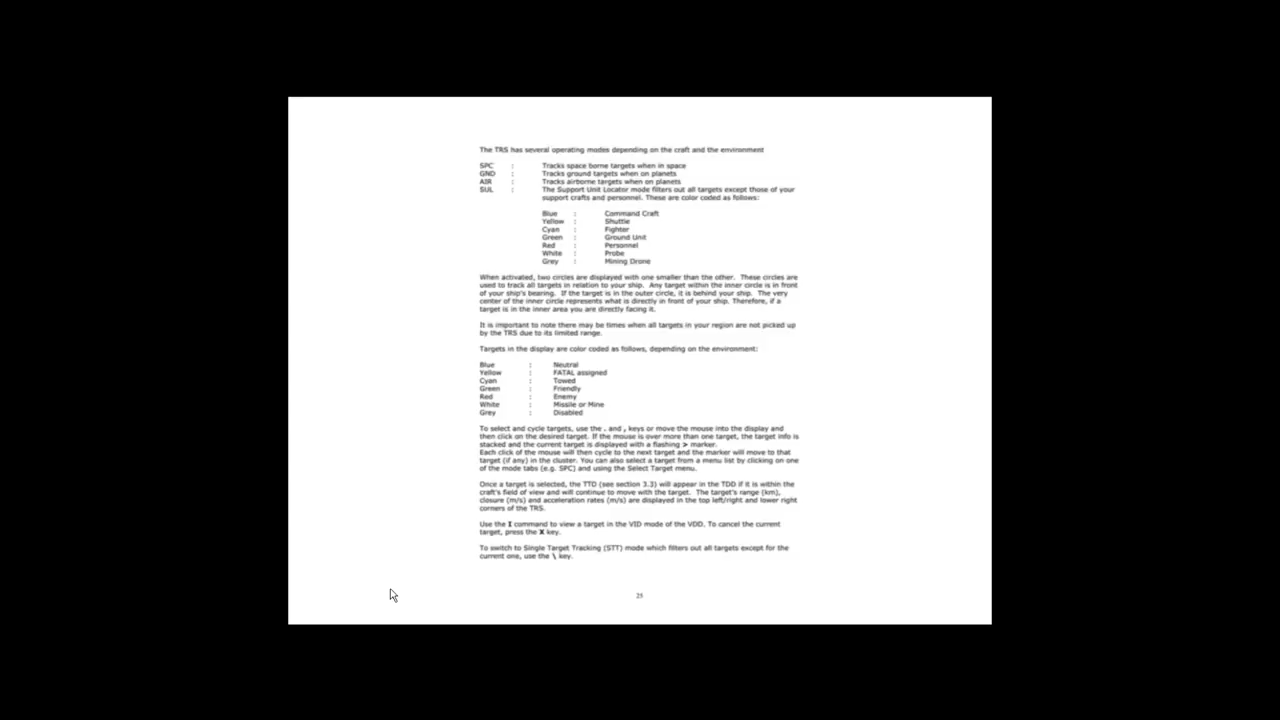 The TRS has several operating modes depending on the craft and the environment
SPC : Tracks space borne targets when in space
GND : Tracks ground targets when on planets
AIR : Tracks airborne targets when on planets
SUL : The Support Unit Locator mode filters out all targets except those of your
support crafts and personnel. These are color coded as follows:
Blue : Command Craft
Yellow : Shuttle
Cyan : Fighter
Green : Ground Unit
Red : Personnel
White : Probe
Grey : Mining Drone
When activated, two circles are displayed with one smaller than the other. These circles are
used to track all targets in relation to your ship. Any target within the inner circle is in front
of your ship's bearing. If the target is in the outer circle, it is behind your ship. The very
center of the inner circle represents what is directly in front of your ship. Therefore, if a
target is in the inner area you are directly facing it.
It is important to note there may be times when all targets in your region are not picked up
by the TRS due to its limited range.
Targets in the display are color coded as follows, depending on the environment:
Blue : Neutral
Yellow : FATAL assigned
Cyan : Towed
Green : Friendly
Red : Enemy
White : Missile or Mine
Grey : Disabled
To select and cycle targets, use the . and , keys or move the mouse into the display and
then click on the desired target. If the mouse is over more than one target, the target info is
stacked and the current target is displayed with a flashing > marker.
Each click of the mouse will then cycle to the next target and the marker will move to that
target (if any) in the cluster. You can also select a target from a menu list by clicking on one
of the mode tabs (e.g. SPC) and using the Select Target menu.
Once a target is selected, the TTD (see section 3.3) will appear in the TDD if it is within the
craft's field of view and will continue to move with the target. The target's range (km),
closure (m/s) and acceleration rates (m/s) are displayed in the top left/right and lower right
corners of the TRS.
Use the I command to view a target in the VID mode of the VDD. To cancel the current
target, press the X key.
To switch to Single Target Tracking (STT) mode which filters out all targets except for the
current one, use the \ key.
25